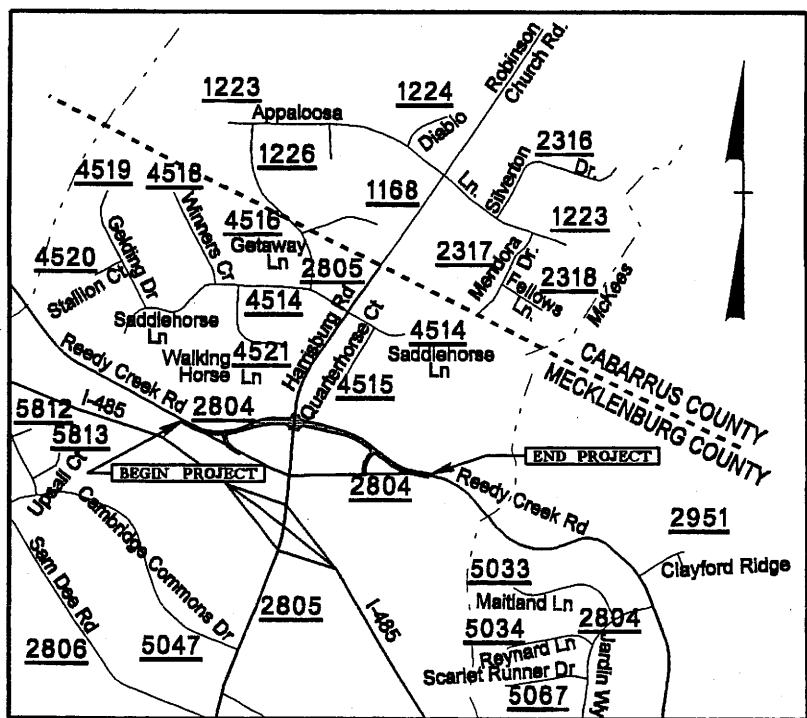 Robinson
Church Rd.
1223
1224
Appaloosa
Diablo
1226
2316
Silverton
Dr.
4519
4518
Winners Cr
4516
Getaway
Ln
1168
Ln.
1223
2317
Mendora
Dr.
Fellows
Ln.
2318
McKees
4520
Gelding Dr
Stallion Ct
2805
Harrisburg Rd
4514
Saddlehorse
Ln
Walking
Horse
4521
Ln
Quarterhorse Ct
4514
Saddlehorse
Ln
4515
CABARRUS COUNTY
MECKLENBURG COUNTY
Reedy Creek Rd
I-485
2804
5812
5813
Upsall Ct
BEGIN PROJECT
END PROJECT
2804
Reedy Creek Rd
2951
Clayford Ridge
Cambridge Commons Dr
Sam Dee Rd
2806
5047
2805
I-485
5033
Maitland Ln
2804
5034
Reynard Ln
Scarlet Runner Dr
5067
Jardin Wy